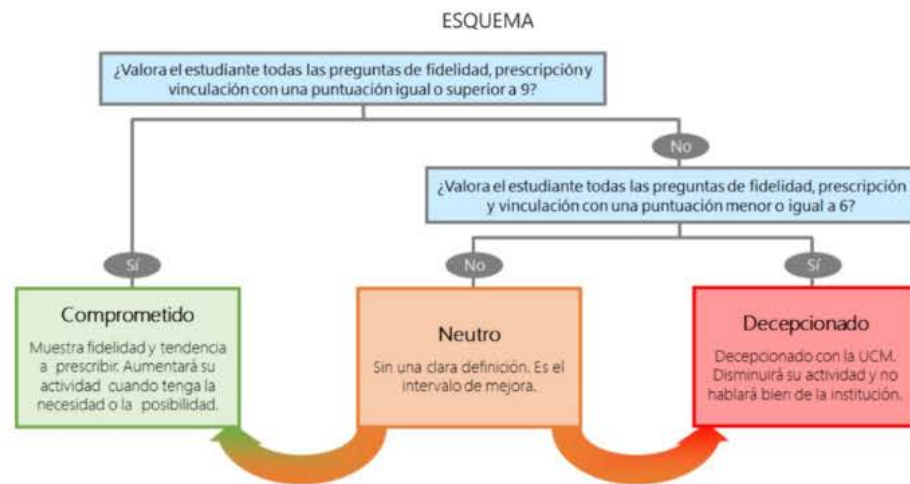 ESQUEMA
¿Valora el estudiante todas las preguntas de fidelidad, prescripción y
vinculación con una puntuación igual o superior a 9?
No
¿Valora el estudiante todas las preguntas de fidelidad, prescripción
y vinculación con una puntuación menor o igual a 6?
Sí
No
Sí
Comprometido
Muestra fidelidad y tendencia
a prescribir. Aumentará su
actividad cuando tenga la
necesidad o la posibilidad.
Neutro
Sin una clara definición. Es el
intervalo de mejora.
Decepcionado
Decepcionado con la UCM.
Disminuirá su actividad y no
hablará bien de la institución.